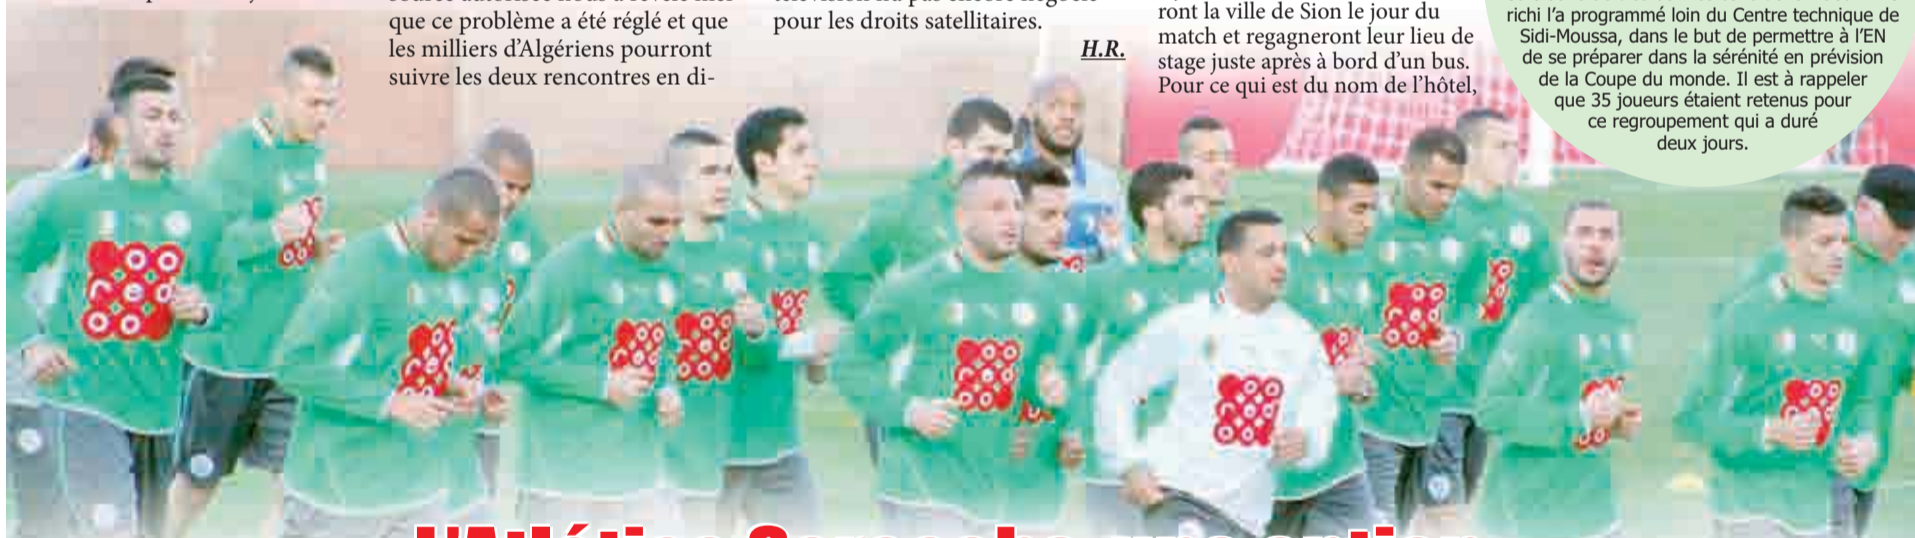 que ce problème a été réglé et que
les milliers d’Algériens pourront
suivre les deux rencontres en di-
pour les droits satellitaires.
H.R.
ront la ville de Sion le jour du
match et regagneront leur lieu de
stage juste après à bord d’un bus.
Pour ce qui est du nom de l’hôtel,
richi l’a programmé loin du Centre technique de
Sidi-Moussa, dans le but de permettre à l’EN
de se préparer dans la sérénité en prévision
de la Coupe du monde. Il est à rappeler
que 35 joueurs étaient retenus pour
ce regroupement qui a duré
deux jours.